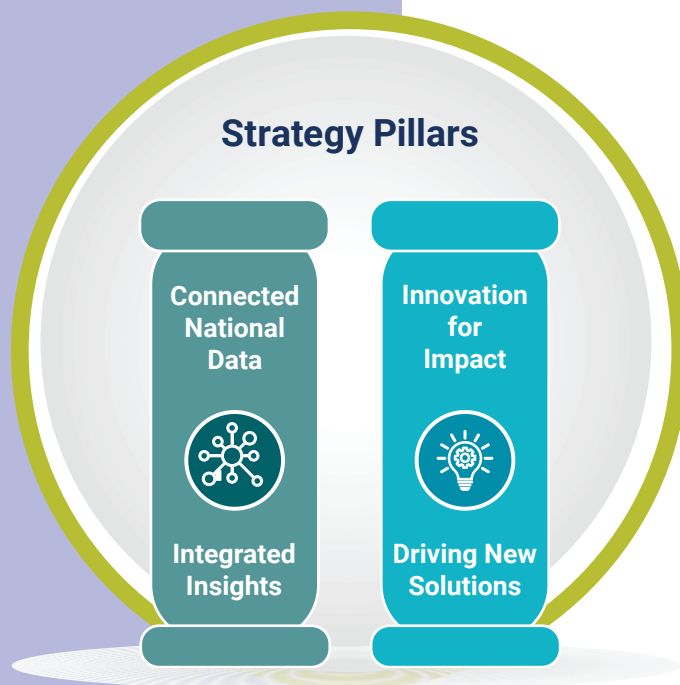 Strategy Pillars
Connected
National
Data
Integrated
Insights
Innovation
for
Impact
Driving New
Solutions